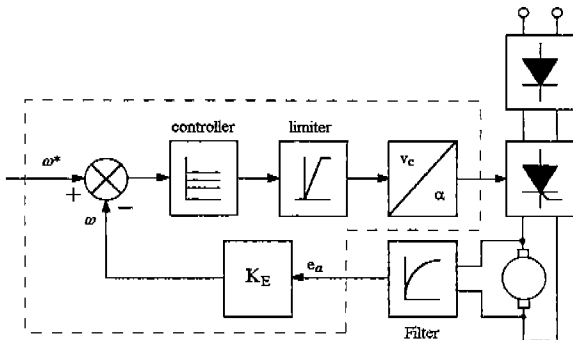 controller
limiter
ω*
+
ω
−
v_c
α
K_E
e_a
Filter